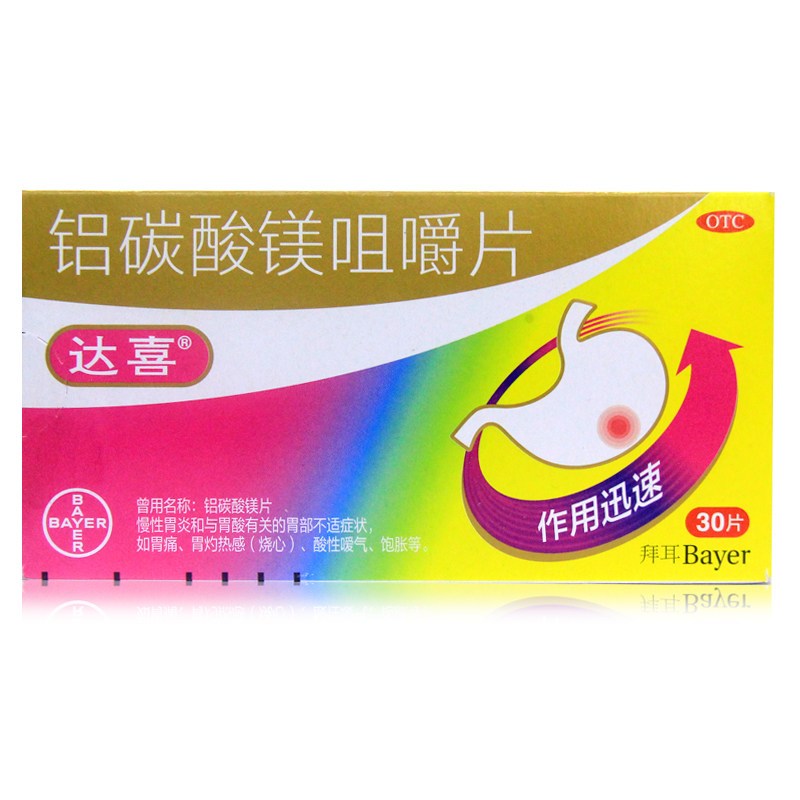 铝碳酸镁咀嚼片
OTC
达喜®
作用迅速
曾用名称：铝碳酸镁片
慢性胃炎和与胃酸有关的胃部不适症状，
如胃痛、胃灼热感（烧心）、酸性嗳气、饱胀等。
BAYER
BAYER
30片
拜耳Bayer